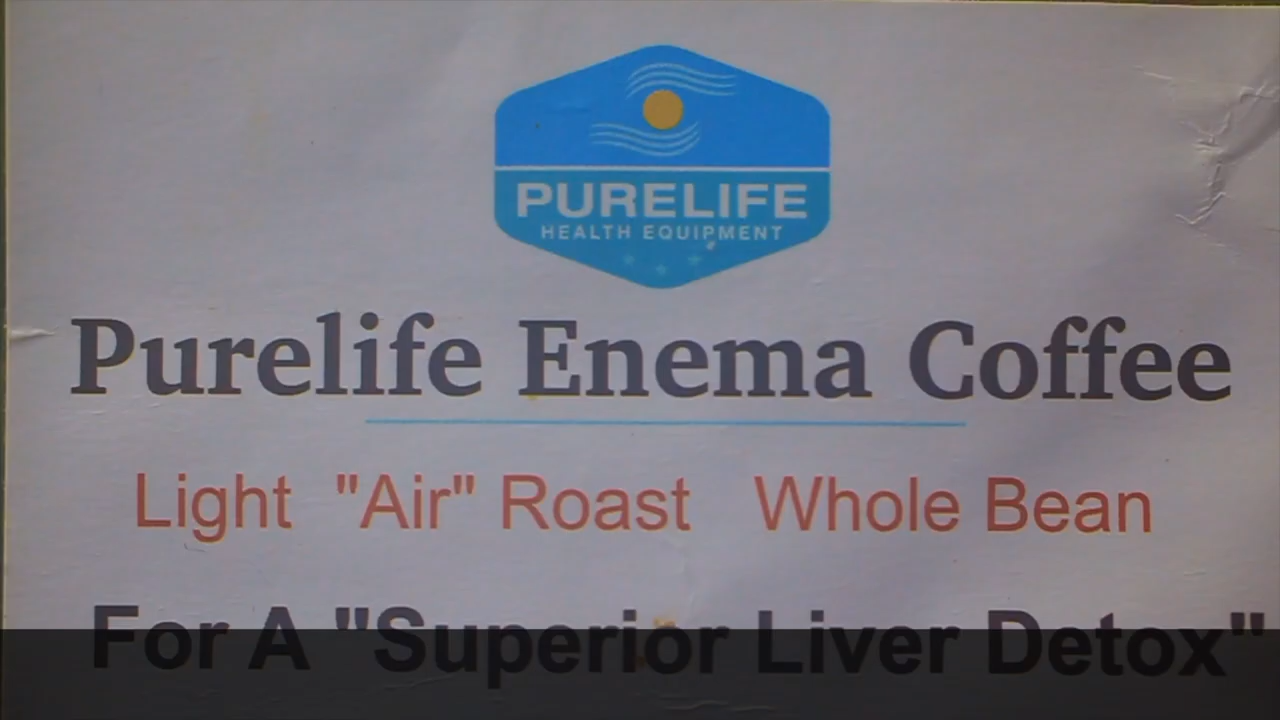 PURELIFE
HEALTH EQUIPMENT
Purelife Enema Coffee
Light "Air" Roast Whole Bean
For A "Superior Liver Detox"